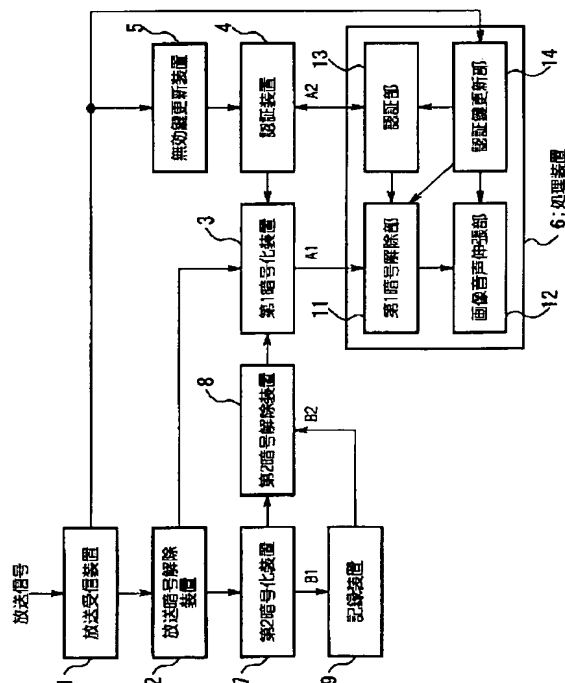 放送信号
放送受信装置
1
放送暗号解除
装置
2
第2暗号化装置
7
B1
記録装置
9
第2暗号解除装置
8
B2
無効鍵更新装置
5
認証装置
4
第1暗号化装置
3
A1
A2
認証部
13
認証鍵更新部
14
第1暗号解除部
11
画像音声伸張部
12
6;処理装置